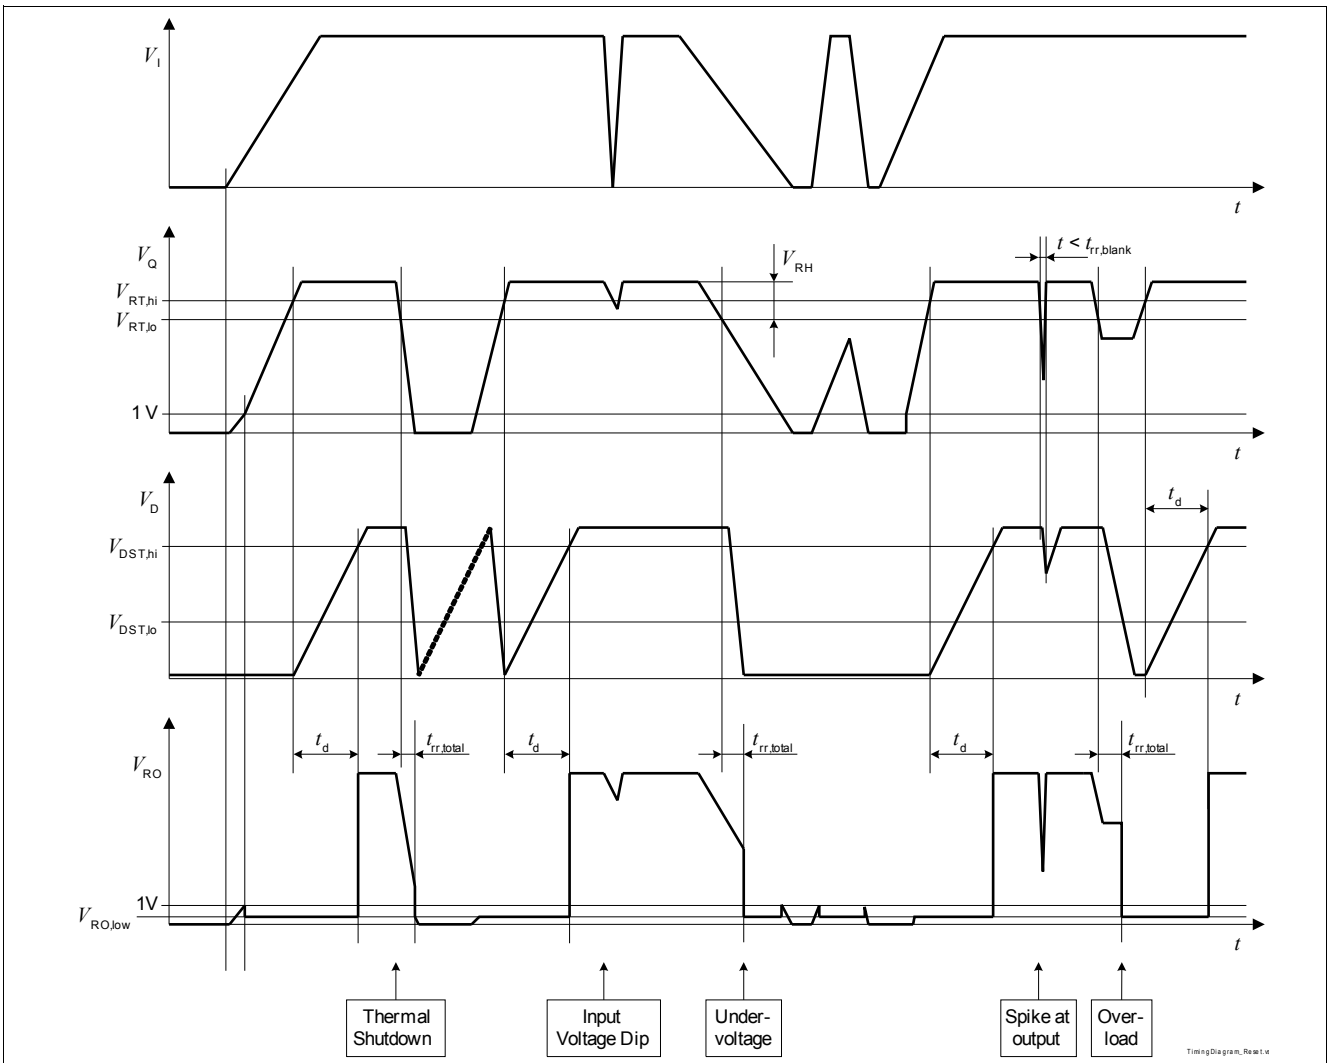 V_I
t
V_Q
V_RH
t < t_rr,blank
V_RT,hi
V_RT,lo
1 V
t
V_D
t_d
V_DST,hi
V_DST,lo
t
t_d
t_rr,total
t_d
t_rr,total
t_d
t_rr,total
V_RO
1V
V_RO,low
t
Thermal
Shutdown
Input
Voltage Dip
Under-
voltage
Spike at
output
Over-
load
TimingDiagram_Reset.vs